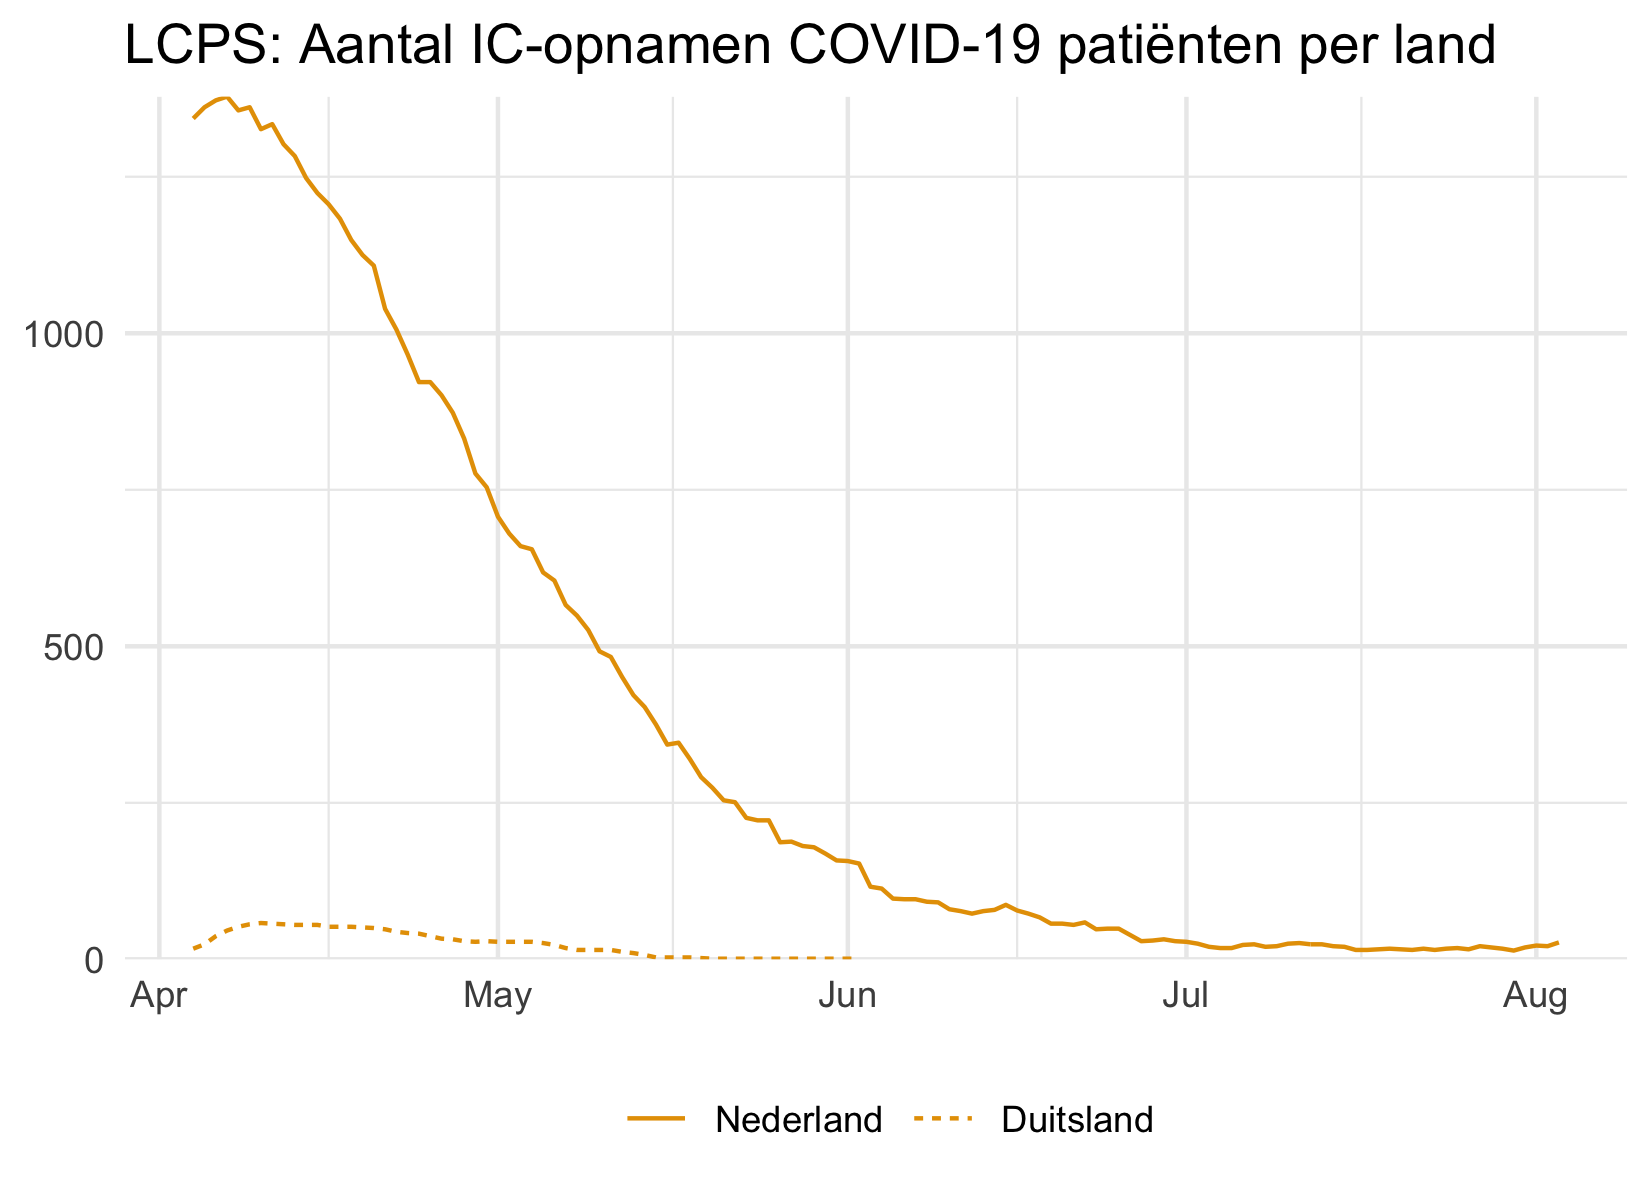 LCPS: Aantal IC-opnamen COVID-19 patiënten per land
1000
500
0
Apr May Jun Jul Aug
Nederland Duitsland